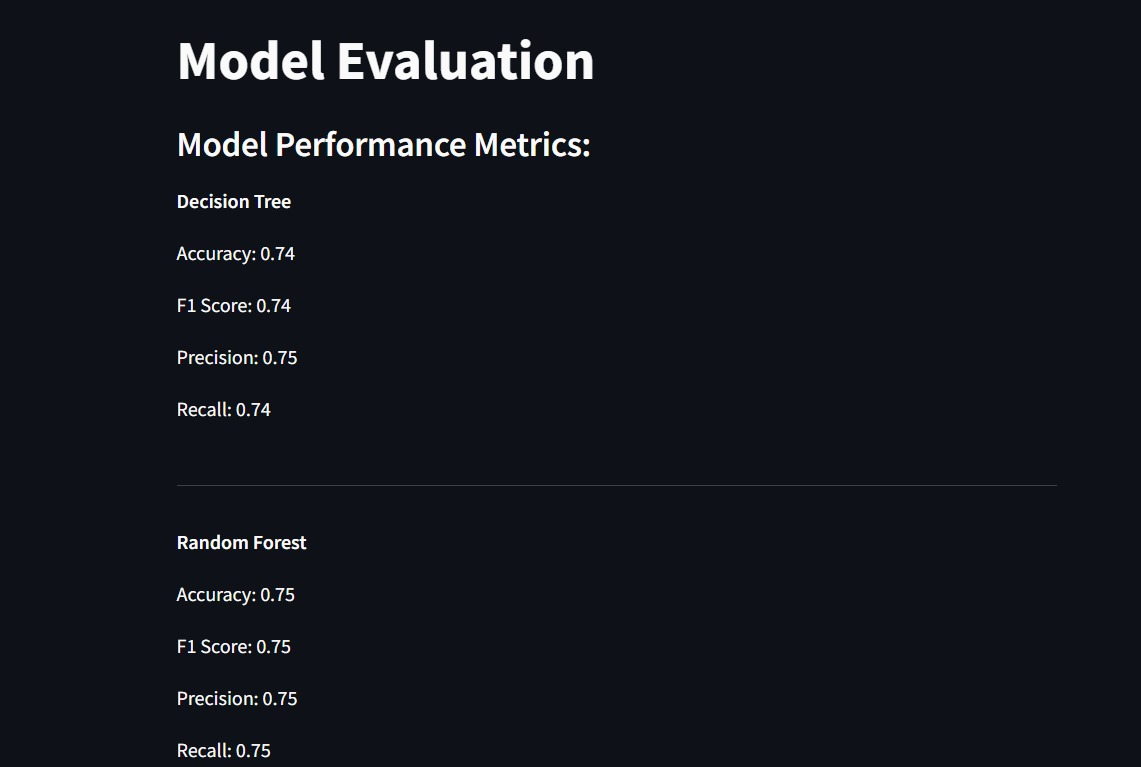 Model Evaluation
Model Performance Metrics:
Decision Tree
Accuracy: 0.74
F1 Score: 0.74
Precision: 0.75
Recall: 0.74
Random Forest
Accuracy: 0.75
F1 Score: 0.75
Precision: 0.75
Recall: 0.75